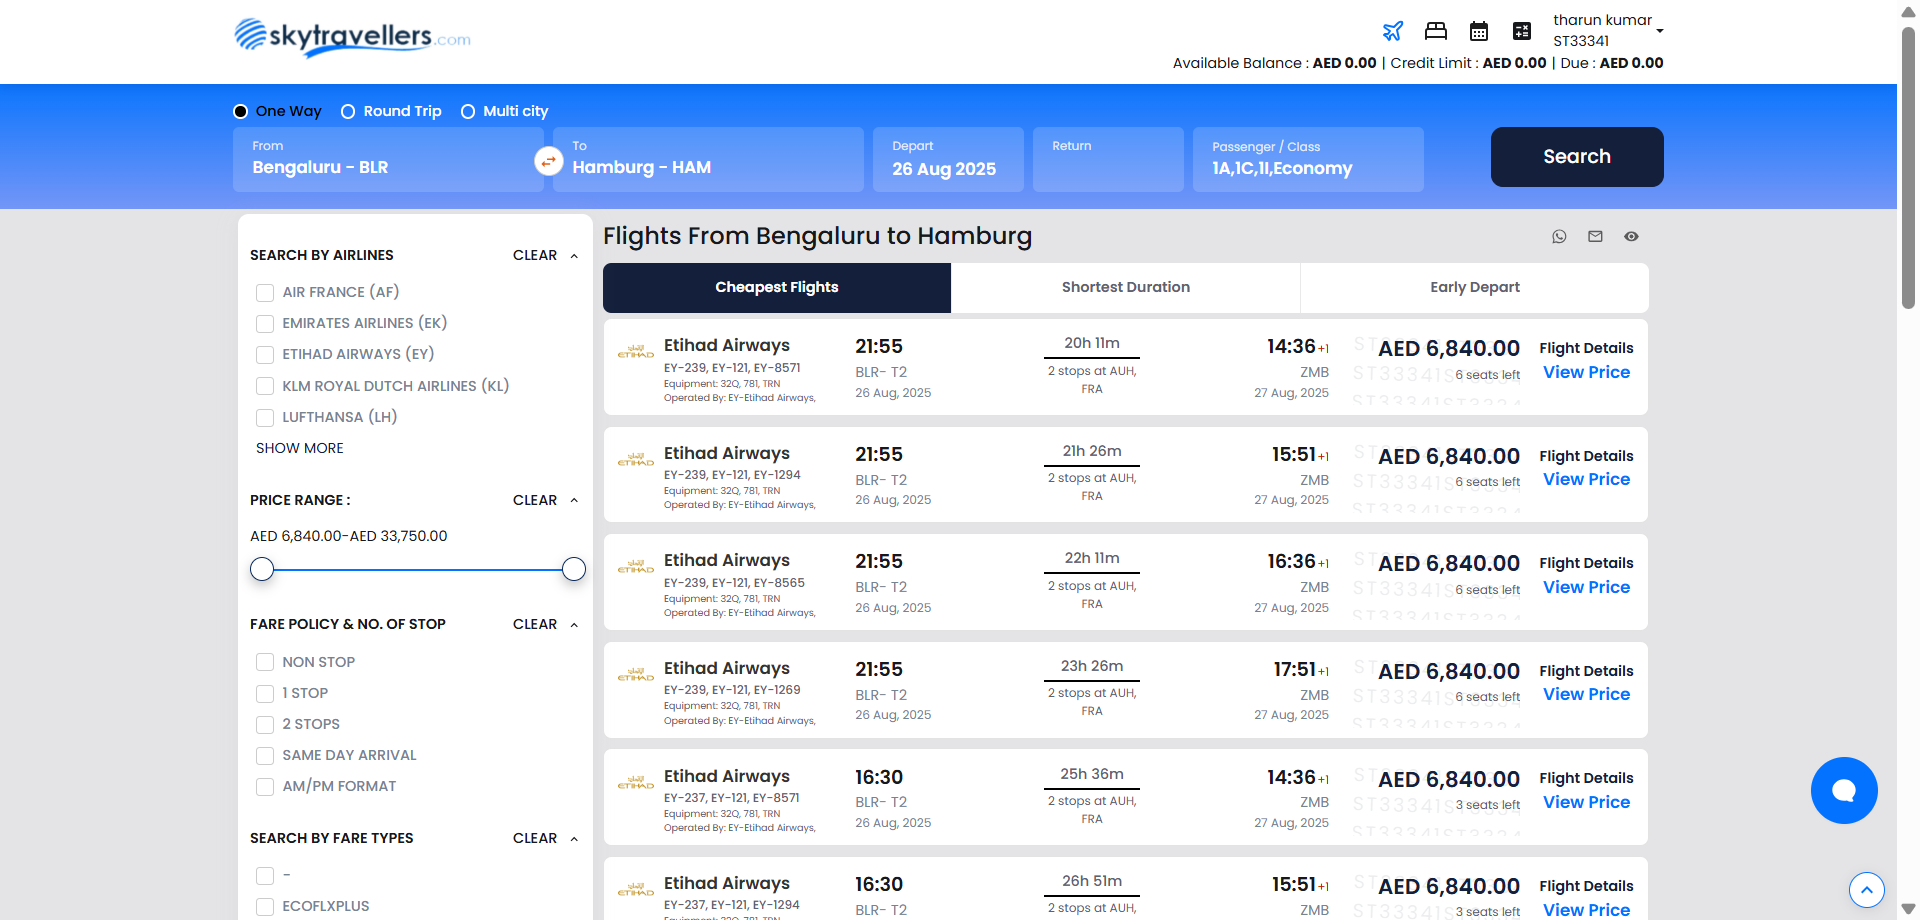 skytravellers.com
tharun kumar
ST33341
Available Balance : AED 0.00 | Credit Limit : AED 0.00 | Due : AED 0.00
One Way Round Trip Multi city
From
Bengaluru - BLR
To
Hamburg - HAM
Depart
26 Aug 2025
Return
Passenger / Class
1A,1C,1I,Economy
Search
SEARCH BY AIRLINES CLEAR
AIR FRANCE (AF)
EMIRATES AIRLINES (EK)
ETIHAD AIRWAYS (EY)
KLM ROYAL DUTCH AIRLINES (KL)
LUFTHANSA (LH)
SHOW MORE
PRICE RANGE : CLEAR
AED 6,840.00-AED 33,750.00
FARE POLICY & NO. OF STOP CLEAR
NON STOP
1 STOP
2 STOPS
SAME DAY ARRIVAL
AM/PM FORMAT
SEARCH BY FARE TYPES CLEAR
-
ECOFLXPLUS
Flights From Bengaluru to Hamburg
Cheapest Flights Shortest Duration Early Depart
ETIHAD
Etihad Airways
EY-239, EY-121, EY-8571
Equipment: 32Q, 781, TRN
Operated By: EY-Etihad Airways,
21:55
BLR- T2
26 Aug, 2025
20h 11m
2 stops at AUH,
FRA
14:36 +1
ZMB
27 Aug, 2025
AED 6,840.00
6 seats left
Flight Details
View Price
ETIHAD
Etihad Airways
EY-239, EY-121, EY-1294
Equipment: 32Q, 781, TRN
Operated By: EY-Etihad Airways,
21:55
BLR- T2
26 Aug, 2025
21h 26m
2 stops at AUH,
FRA
15:51 +1
ZMB
27 Aug, 2025
AED 6,840.00
6 seats left
Flight Details
View Price
ETIHAD
Etihad Airways
EY-239, EY-121, EY-8565
Equipment: 32Q, 781, TRN
Operated By: EY-Etihad Airways,
21:55
BLR- T2
26 Aug, 2025
22h 11m
2 stops at AUH,
FRA
16:36 +1
ZMB
27 Aug, 2025
AED 6,840.00
6 seats left
Flight Details
View Price
ETIHAD
Etihad Airways
EY-239, EY-121, EY-1269
Equipment: 32Q, 781, TRN
Operated By: EY-Etihad Airways,
21:55
BLR- T2
26 Aug, 2025
23h 26m
2 stops at AUH,
FRA
17:51 +1
ZMB
27 Aug, 2025
AED 6,840.00
6 seats left
Flight Details
View Price
ETIHAD
Etihad Airways
EY-237, EY-121, EY-8571
Equipment: 32Q, 781, TRN
Operated By: EY-Etihad Airways,
16:30
BLR- T2
26 Aug, 2025
25h 36m
2 stops at AUH,
FRA
14:36 +1
ZMB
27 Aug, 2025
AED 6,840.00
3 seats left
Flight Details
View Price
ETIHAD
Etihad Airways
EY-237, EY-121, EY-1294
16:30
BLR- T2
26h 51m
2 stops at AUH,
15:51 +1
ZMB
AED 6,840.00
3 seats left
Flight Details
View Price